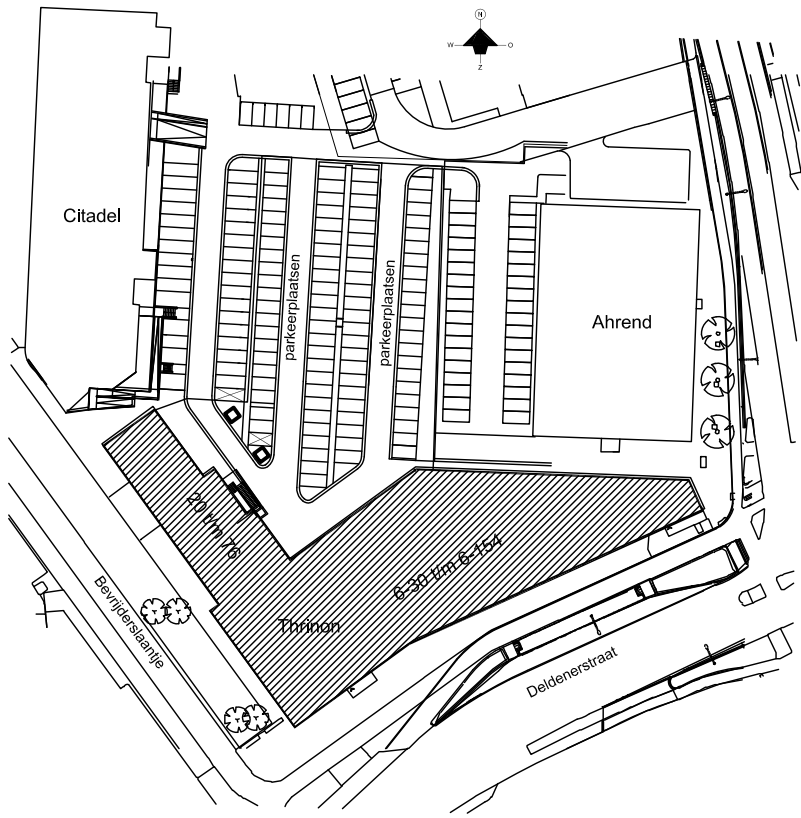 N
W O
Z
Citadel
parkeerplaatsen
parkeerplaatsen
Ahrend
20 t/m 76
6-30 t/m 6-154
Thrinon
Bevrijderslaantje
Deldenerstraat